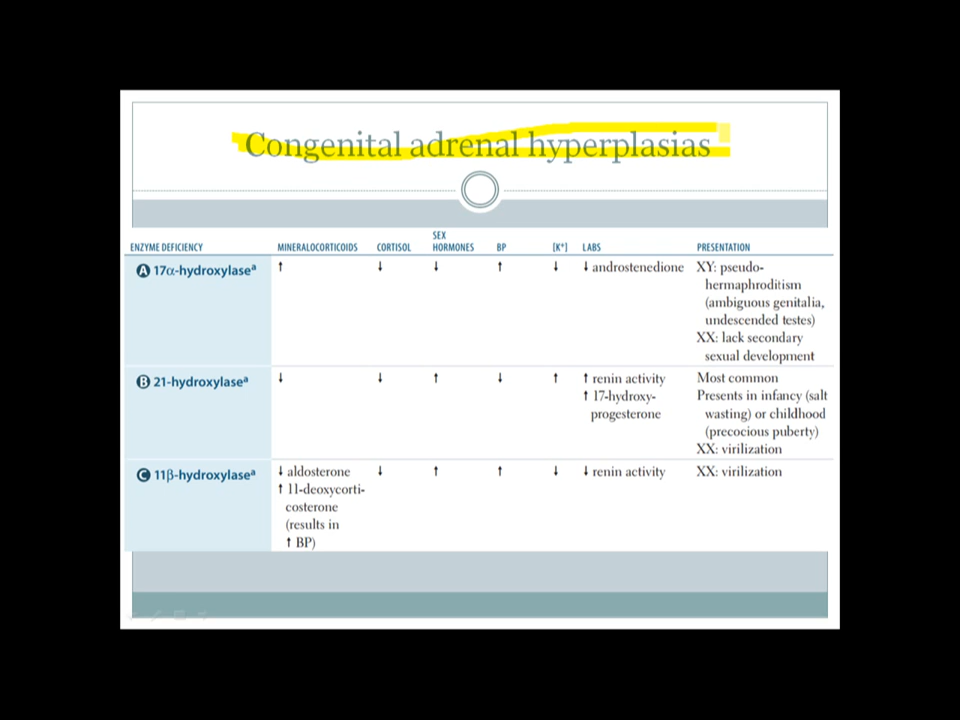 Congenital adrenal hyperplasias
ENZYME DEFICIENCY MINERALOCORTICOIDS CORTISOL SEX HORMONES BP [K⁺] LABS PRESENTATION
A 17α-hydroxylaseᵃ ↑ ↓ ↓ ↑ ↓ ↓ androstenedione XY: pseudo-
hermaphroditism
(ambiguous genitalia,
undescended testes)
XX: lack secondary
sexual development
B 21-hydroxylaseᵃ ↓ ↓ ↑ ↓ ↑ ↑ renin activity Most common
↑ 17-hydroxy- Presents in infancy (salt
progesterone wasting) or childhood
(precocious puberty)
XX: virilization
C 11β-hydroxylaseᵃ ↓ aldosterone ↓ ↑ ↑ ↓ ↓ renin activity XX: virilization
↑ 11-deoxycorti-
costerone
(results in
↑ BP)